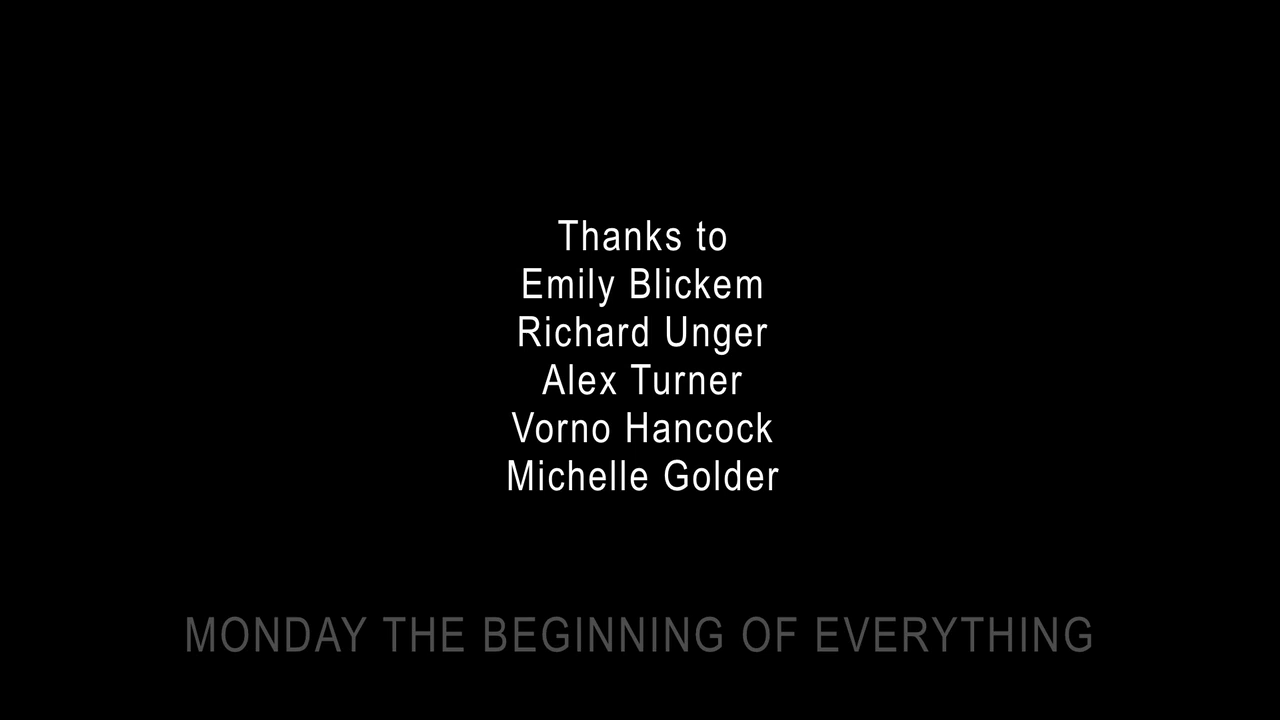 Thanks to
Emily Blickem
Richard Unger
Alex Turner
Vorno Hancock
Michelle Golder
MONDAY THE BEGINNING OF EVERYTHING